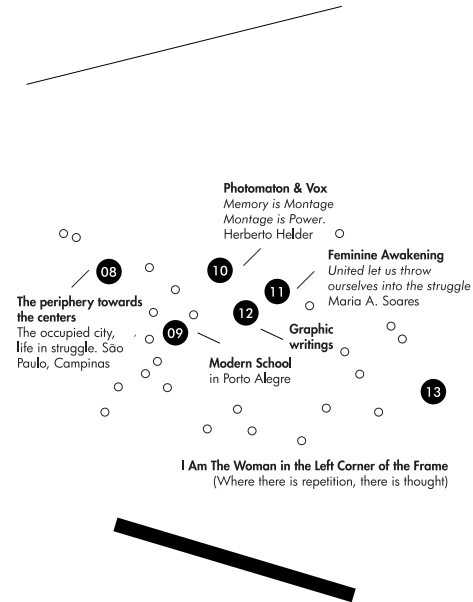 Photomaton & Vox
Memory is Montage
Montage is Power.
Herberto Helder
08
10
Feminine Awakening
United let us throw
ourselves into the struggle
Maria A. Soares
11
The periphery towards
the centers
The occupied city,
life in struggle. São
Paulo, Campinas
09
12
Graphic
writings
Modern School
in Porto Alegre
13
I Am The Woman in the Left Corner of the Frame
(Where there is repetition, there is thought)